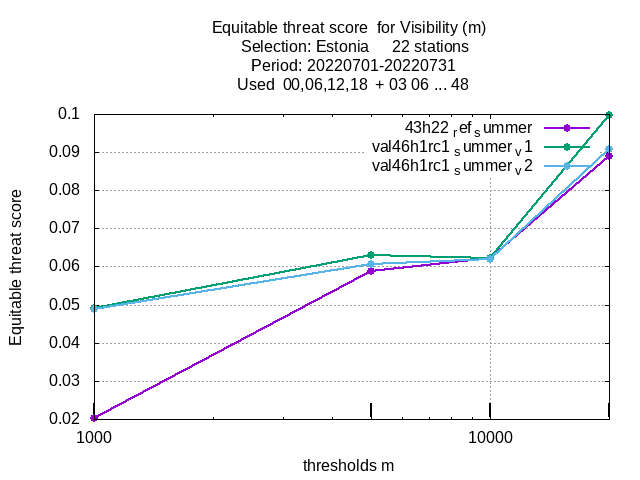 Equitable threat score for Visibility (m)
Selection: Estonia 22 stations
Period: 20220701-20220731
Used 00,06,12,18 + 03 06 ... 48
43h22 ref summer
val46h1rc1 summer v1
val46h1rc1 summer v2
0.1
0.09
0.08
0.07
0.06
0.05
0.04
0.03
0.02
Equitable threat score
1000 10000
thresholds m